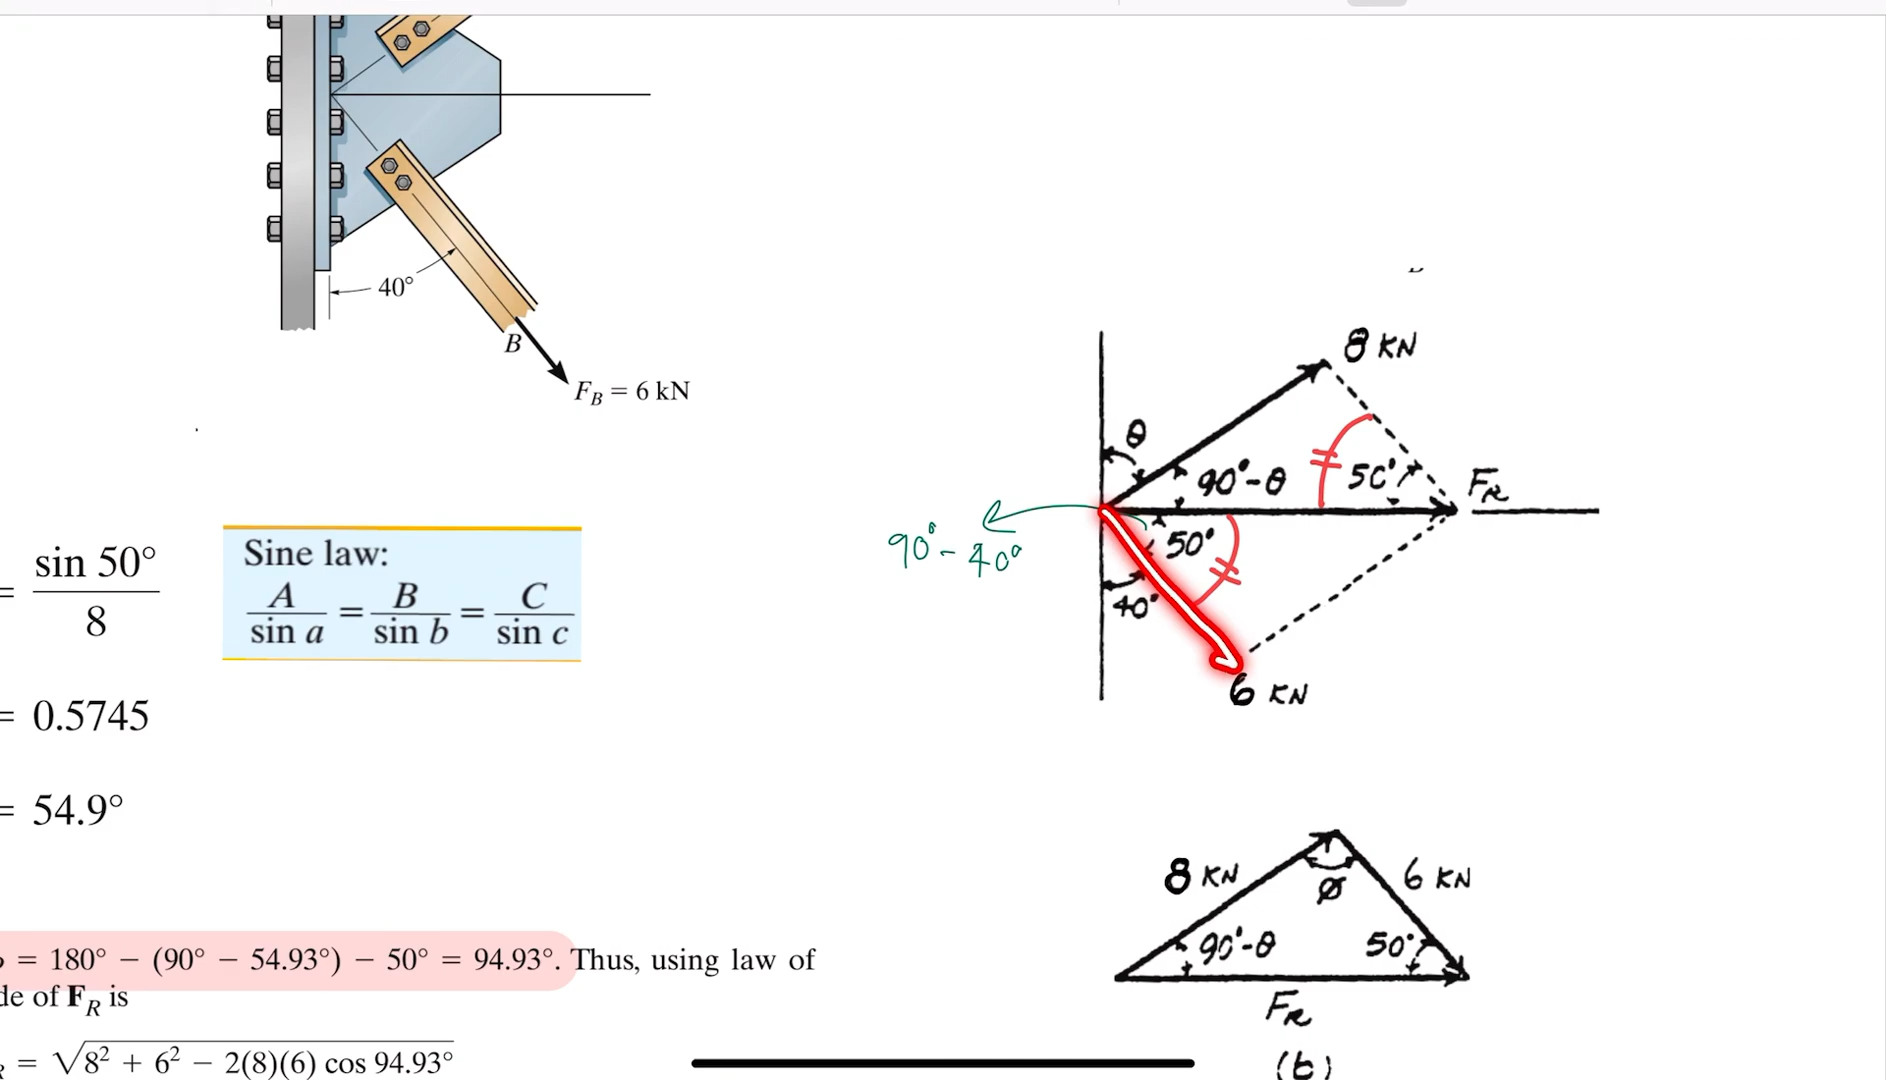 40°
B
F_B = 6 kN
8 KN
θ
90°-θ
50°
F_R
90° - 40°
50°
40°
6 KN
= sin 50° / 8
Sine law:
A / sin a = B / sin b = C / sin c
= 0.5745
= 54.9°
8 KN
6 KN
Ø
90°-θ
50°
= 180° − (90° − 54.93°) − 50° = 94.93°. Thus, using law of
de of F_R is
F_R
= √8² + 6² − 2(8)(6) cos 94.93°
(b)